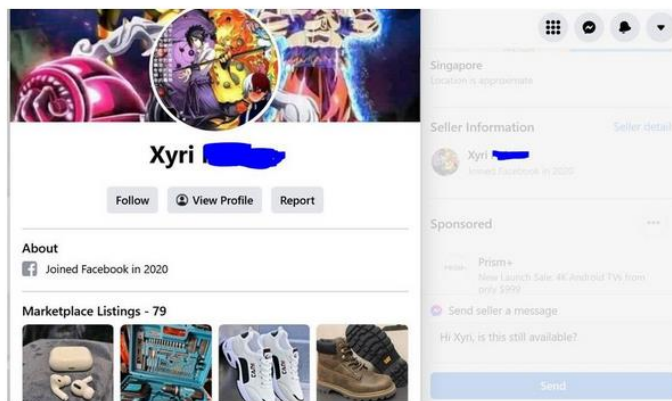 Xyri
Follow
View Profile
Report
About
Joined Facebook in 2020
Marketplace Listings - 79
Singapore
Location is approximate
Seller Information
Seller detail
Xyri
Joined Facebook in 2020
Sponsored
Prism+
New Launch Sale: 4K Android TVs from
only $999
Send seller a message
Hi Xyri, is this still available?
Send